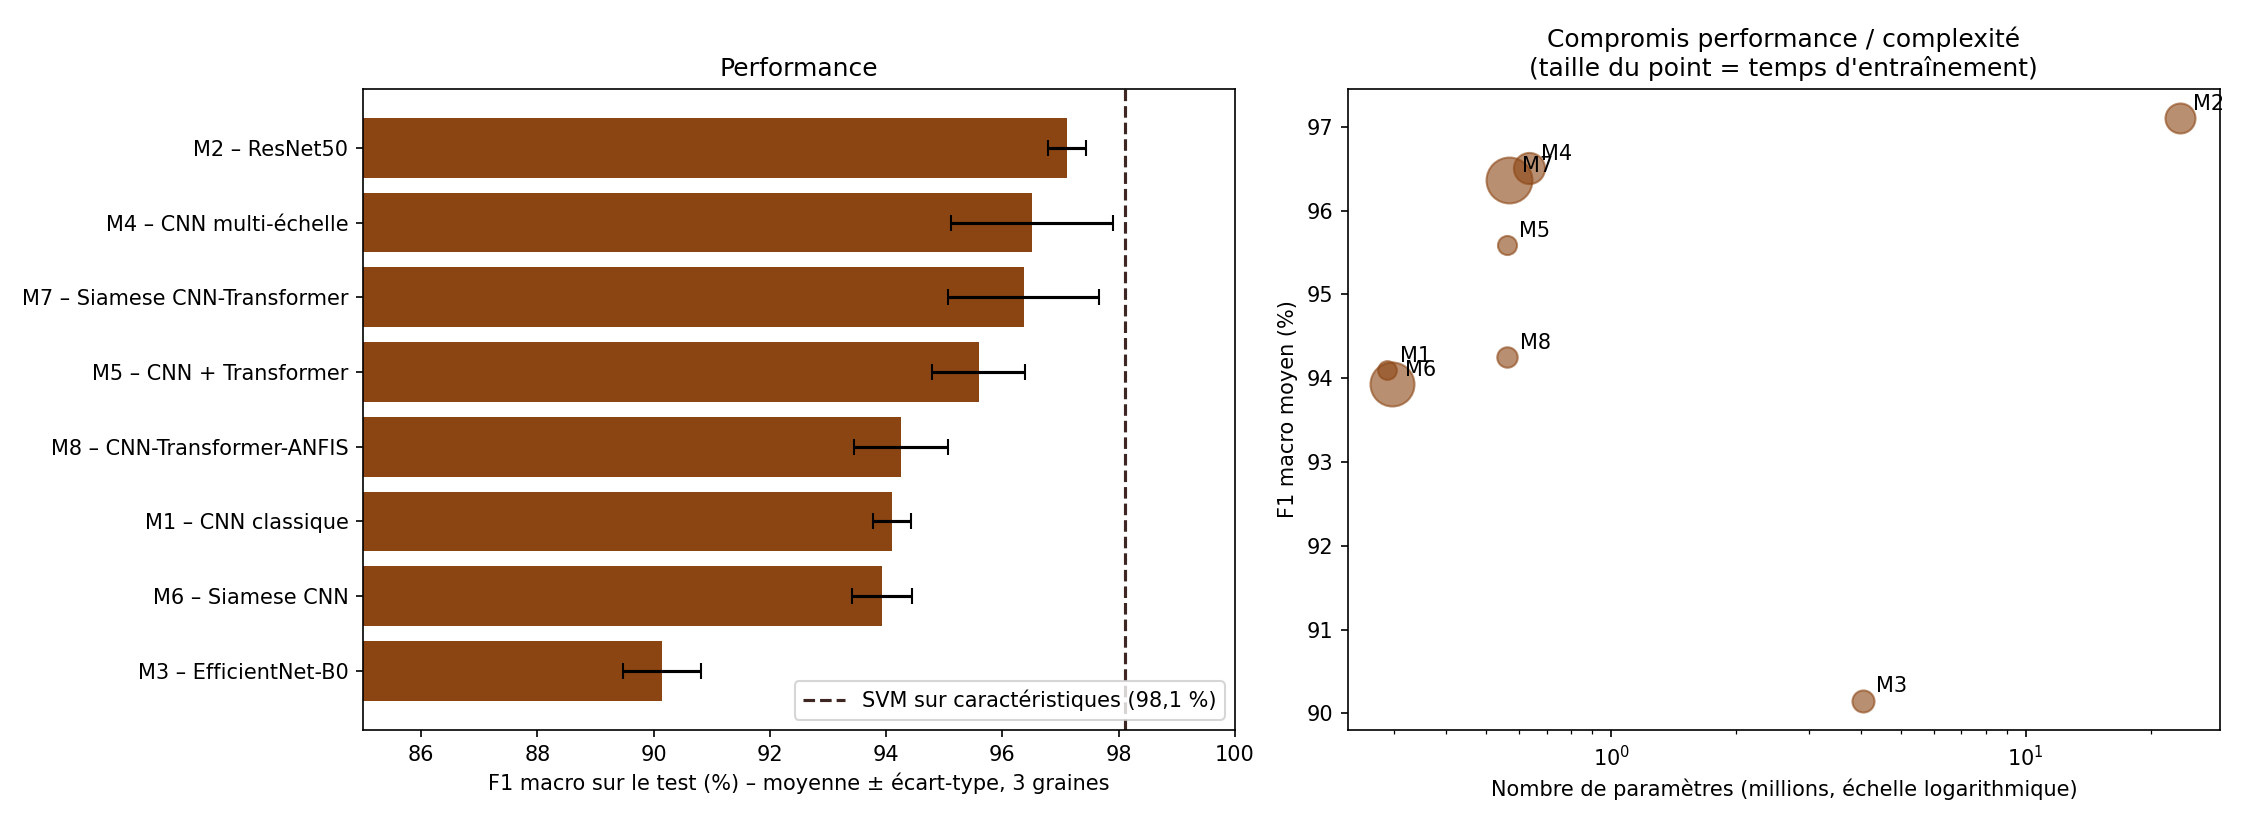 Performance
M2 – ResNet50
M4 – CNN multi-échelle
M7 – Siamese CNN-Transformer
M5 – CNN + Transformer
M8 – CNN-Transformer-ANFIS
M1 – CNN classique
M6 – Siamese CNN
M3 – EfficientNet-B0
SVM sur caractéristiques (98,1 %)
86 88 90 92 94 96 98 100
F1 macro sur le test (%) – moyenne ± écart-type, 3 graines
Compromis performance / complexité
(taille du point = temps d'entraînement)
F1 macro moyen (%)
97
96
95
94
93
92
91
90
M2
M4
M7
M5
M8
M1
M6
M3
10⁰ 10¹
Nombre de paramètres (millions, échelle logarithmique)